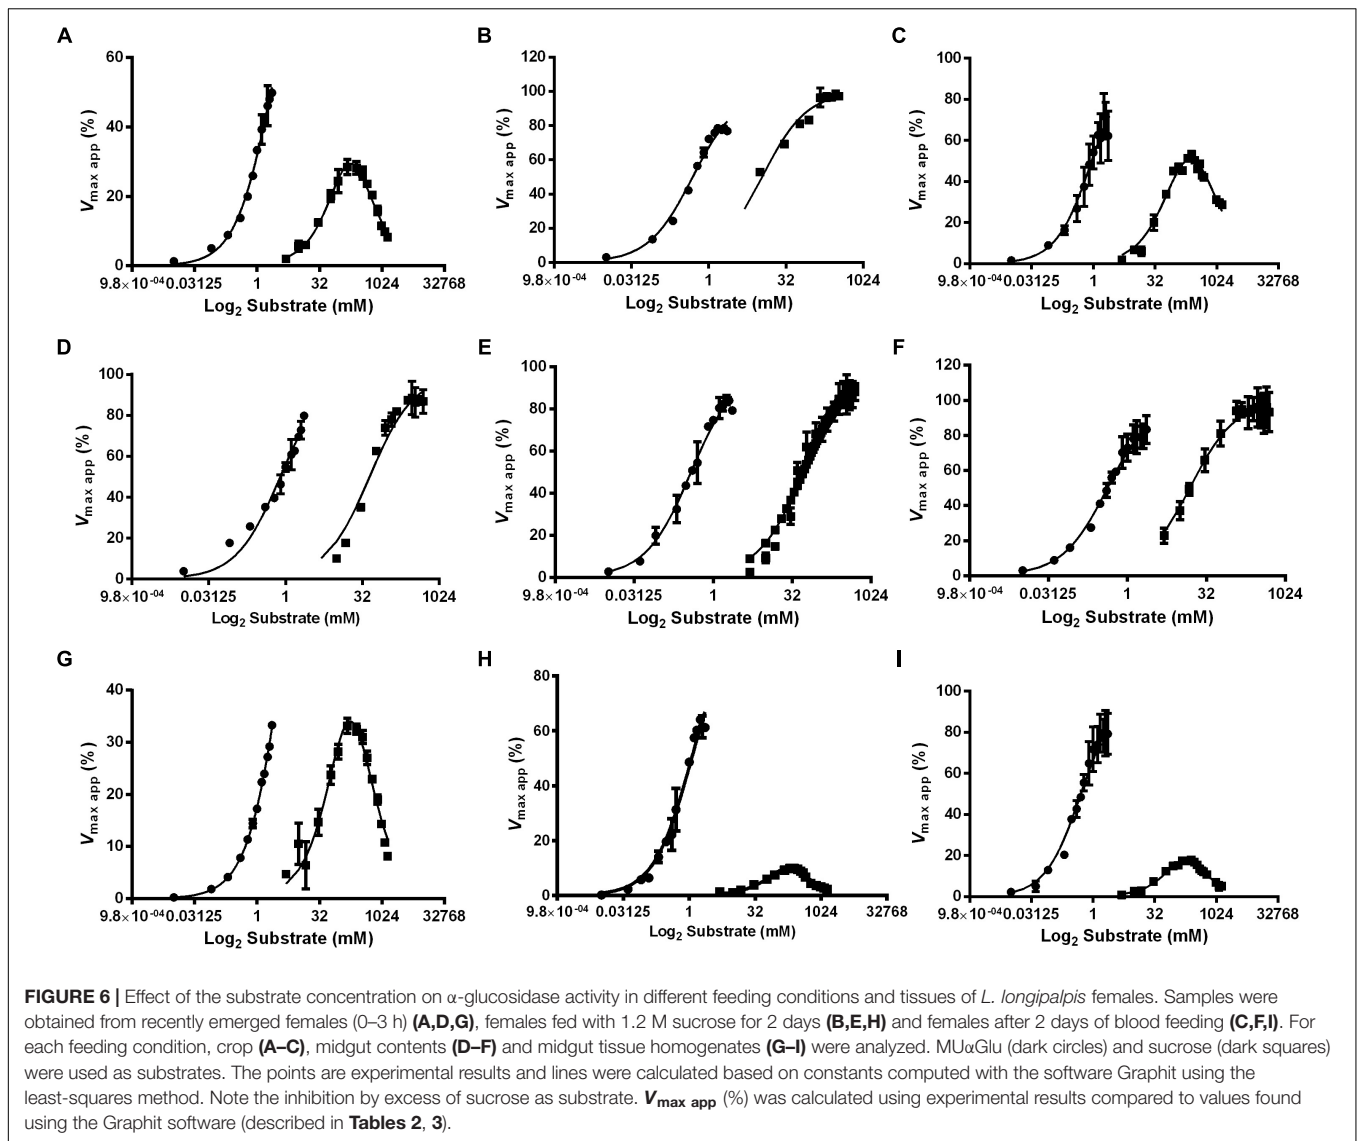 A
60
40
20
0
V max app (%)
9.8×10⁻⁰⁴ 0.03125 1 32 1024 32768
Log₂ Substrate (mM)
B
120
100
80
60
40
20
0
V max app (%)
9.8×10⁻⁰⁴ 0.03125 1 32 1024
Log₂ Substrate (mM)
C
100
80
60
40
20
0
V max app (%)
9.8×10⁻⁰⁴ 0.03125 1 32 1024 32768
Log₂ Substrate (mM)
D
100
80
60
40
20
0
V max app (%)
9.8×10⁻⁰⁴ 0.03125 1 32 1024
Log₂ Substrate (mM)
E
100
80
60
40
20
0
V max app (%)
9.8×10⁻⁰⁴ 0.03125 1 32 1024
Log₂ Substrate (mM)
F
120
100
80
60
40
20
0
V max app (%)
9.8×10⁻⁰⁴ 0.03125 1 32 1024
Log₂ Substrate (mM)
G
40
30
20
10
0
V max app (%)
9.8×10⁻⁰⁴ 0.03125 1 32 1024 32768
Log₂ Substrate (mM)
H
80
60
40
20
0
V max app (%)
9.8×10⁻⁰⁴ 0.03125 1 32 1024 32768
Log₂ Substrate (mM)
I
100
80
60
40
20
0
V max app (%)
9.8×10⁻⁰⁴ 0.03125 1 32 1024 32768
Log₂ Substrate (mM)
FIGURE 6 | Effect of the substrate concentration on α-glucosidase activity in different feeding conditions and tissues of L. longipalpis females. Samples were
obtained from recently emerged females (0–3 h) (A,D,G), females fed with 1.2 M sucrose for 2 days (B,E,H) and females after 2 days of blood feeding (C,F,I). For
each feeding condition, crop (A–C), midgut contents (D–F) and midgut tissue homogenates (G–I) were analyzed. MUαGlu (dark circles) and sucrose (dark squares)
were used as substrates. The points are experimental results and lines were calculated based on constants computed with the software Graphit using the
least-squares method. Note the inhibition by excess of sucrose as substrate. V max app (%) was calculated using experimental results compared to values found
using the Graphit software (described in Tables 2, 3).